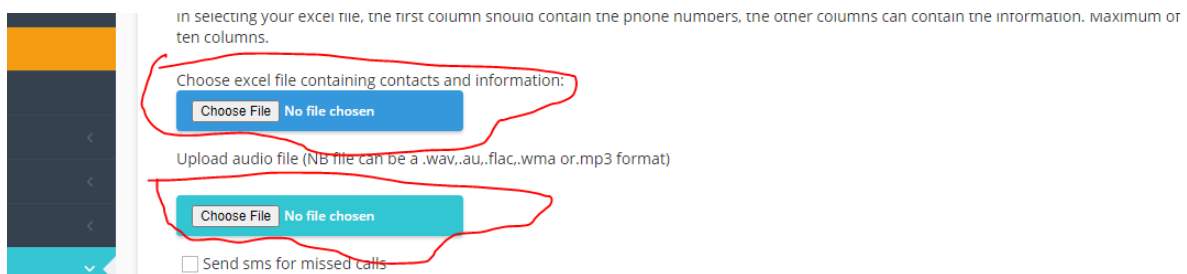 In selecting your excel file, the first column should contain the phone numbers, the other columns can contain the information. Maximum of
ten columns.
Choose excel file containing contacts and information:
Choose File No file chosen
Upload audio file (NB file can be a .wav,.au,.flac,.wma or.mp3 format)
Choose File No file chosen
Send sms for missed calls